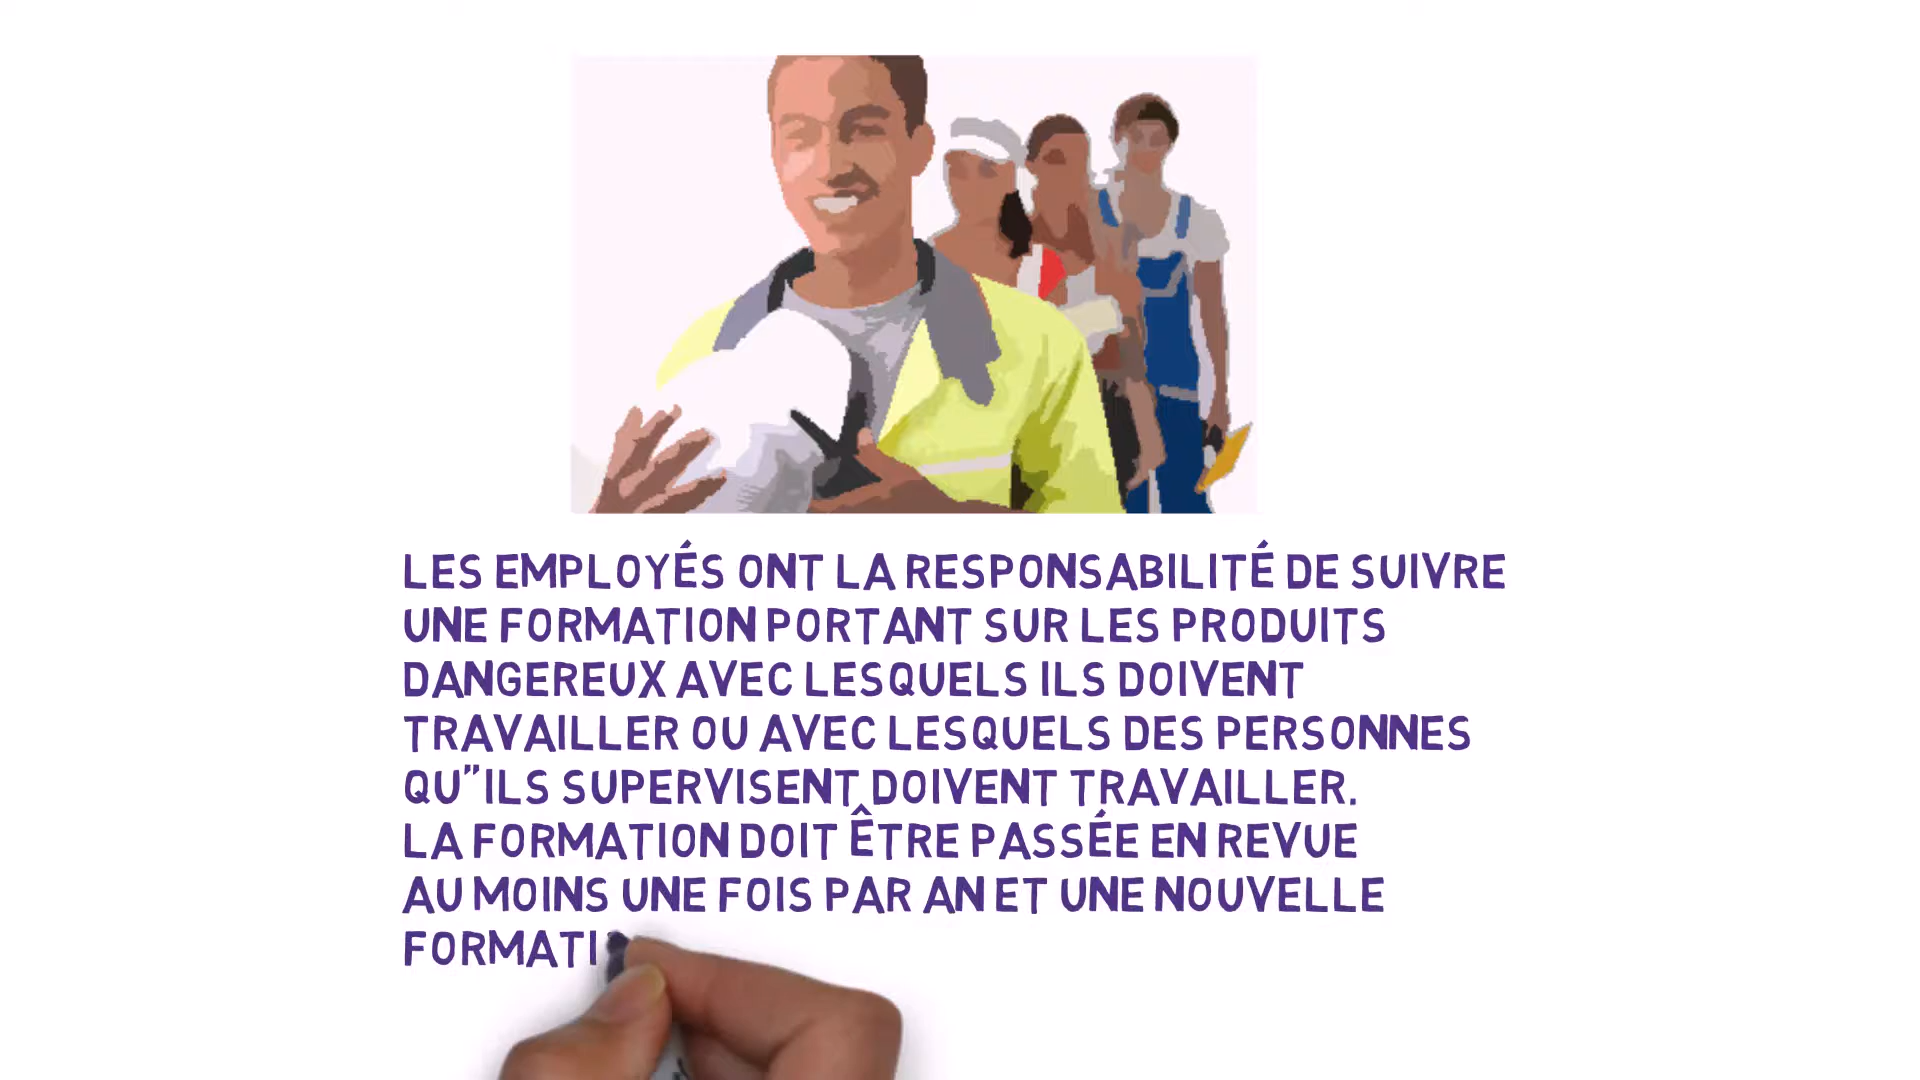 LES EMPLOYÉS ONT LA RESPONSABILITÉ DE SUIVRE
UNE FORMATION PORTANT SUR LES PRODUITS
DANGEREUX AVEC LESQUELS ILS DOIVENT
TRAVAILLER OU AVEC LESQUELS DES PERSONNES
QU"ILS SUPERVISENT DOIVENT TRAVAILLER.
LA FORMATION DOIT ÊTRE PASSÉE EN REVUE
AU MOINS UNE FOIS PAR AN ET UNE NOUVELLE
FORMATI